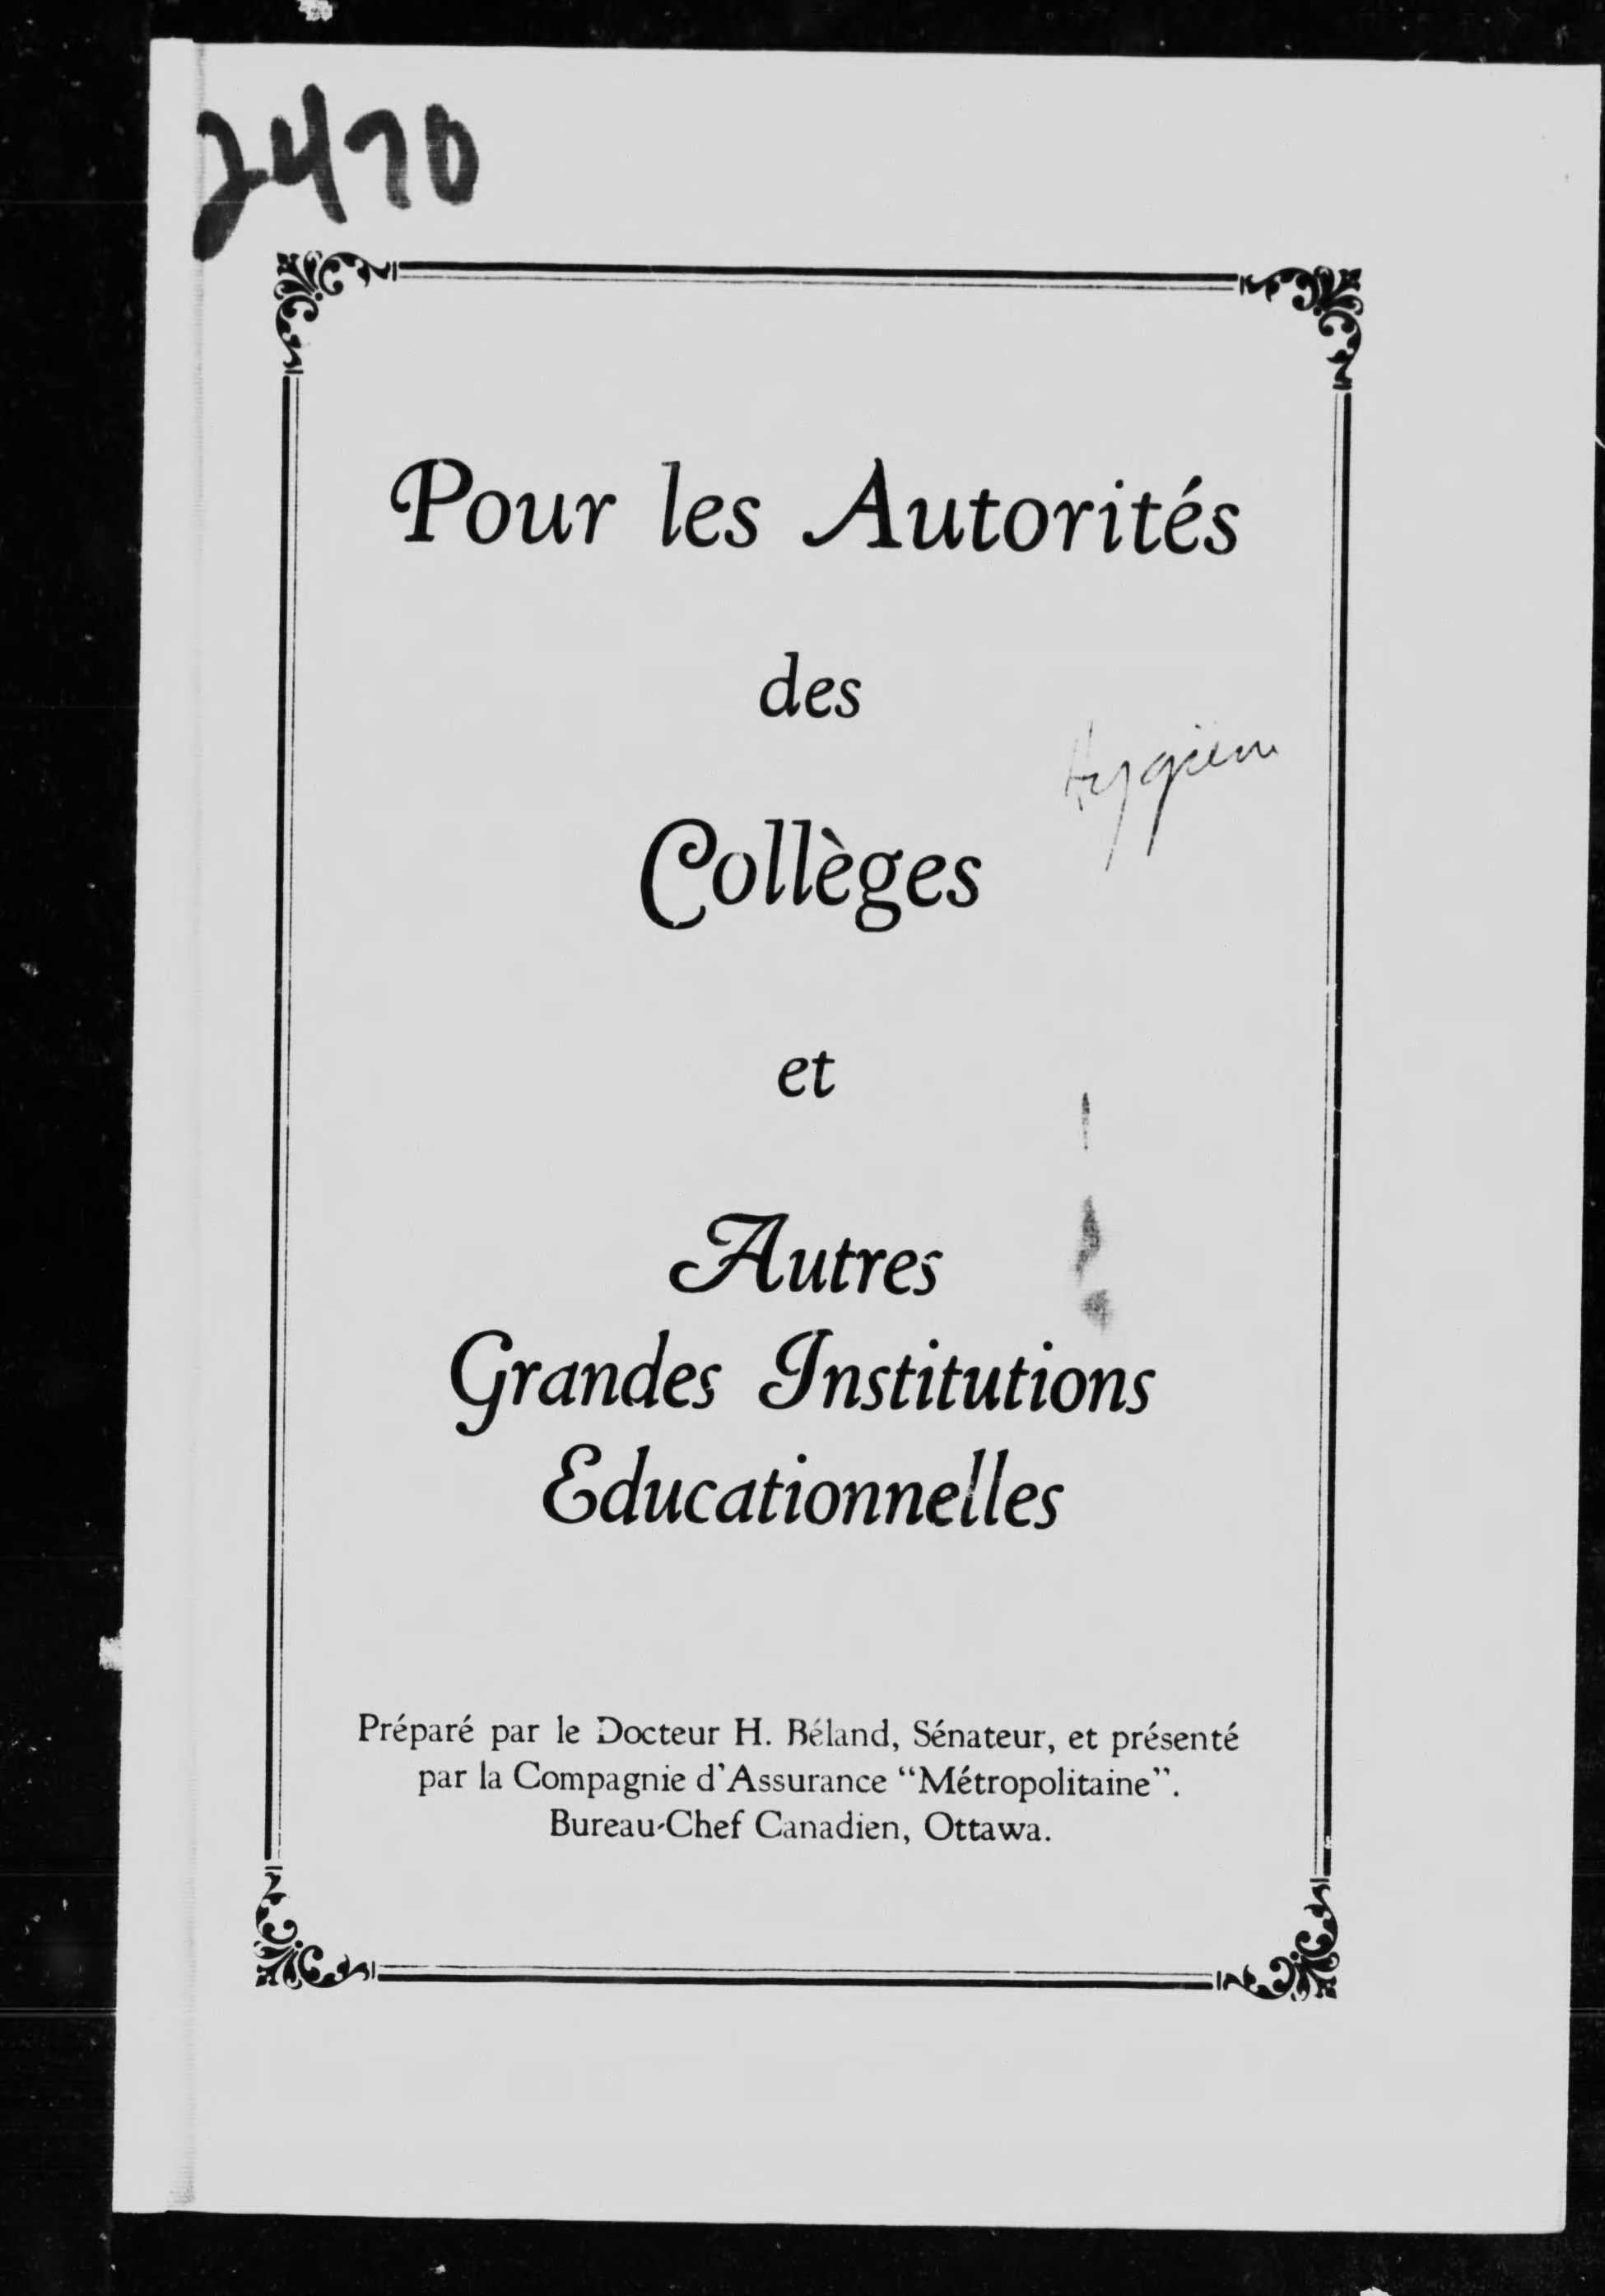 2470
Pour les Autorités
des
Hygiène
Collèges
et
Autres
Grandes Institutions
Educationnelles
Préparé par le Docteur H. Béland, Sénateur, et présenté
par la Compagnie d'Assurance “Métropolitaine”.
Bureau-Chef Canadien, Ottawa.